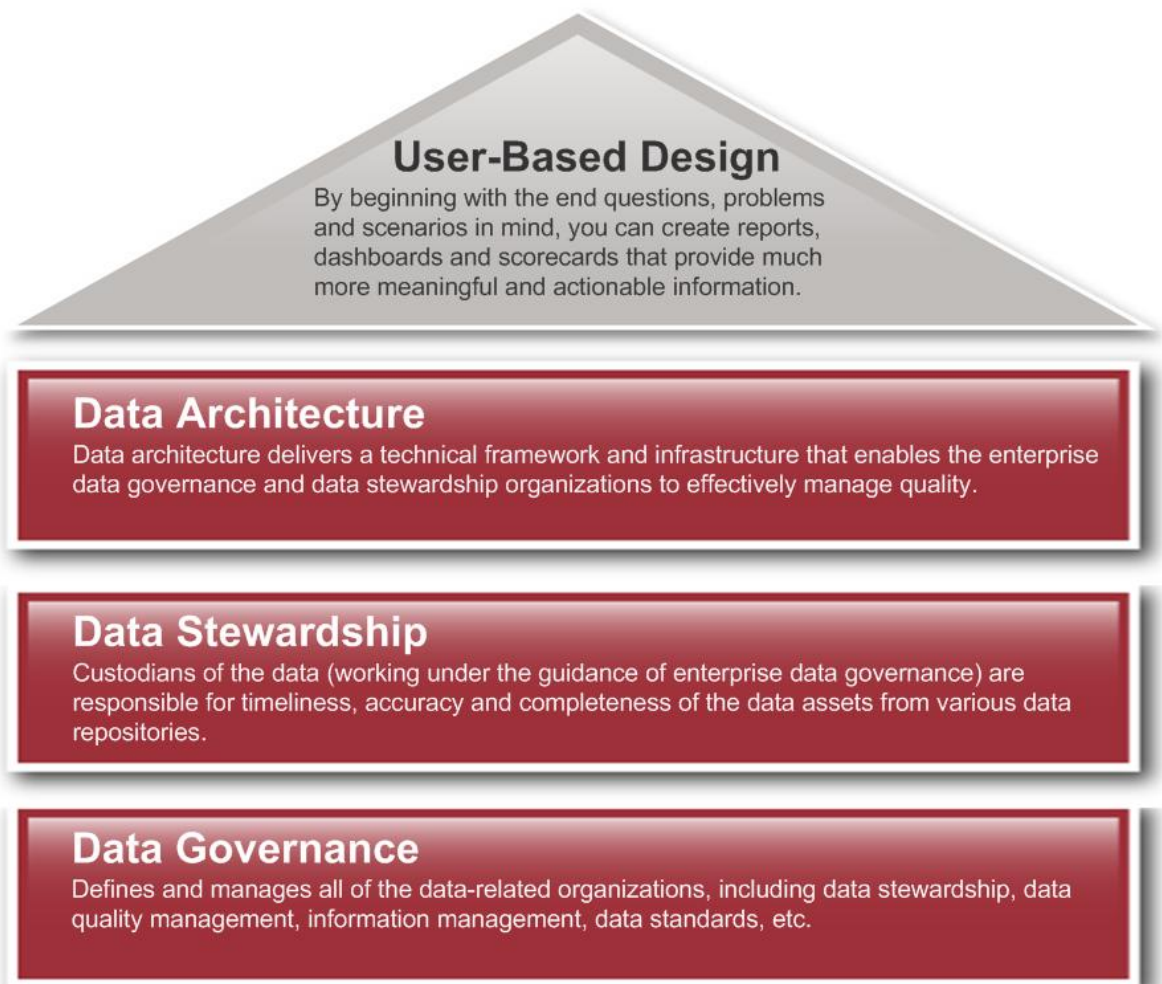 User-Based Design
By beginning with the end questions, problems
and scenarios in mind, you can create reports,
dashboards and scorecards that provide much
more meaningful and actionable information.
Data Architecture
Data architecture delivers a technical framework and infrastructure that enables the enterprise
data governance and data stewardship organizations to effectively manage quality.
Data Stewardship
Custodians of the data (working under the guidance of enterprise data governance) are
responsible for timeliness, accuracy and completeness of the data assets from various data
repositories.
Data Governance
Defines and manages all of the data-related organizations, including data stewardship, data
quality management, information management, data standards, etc.